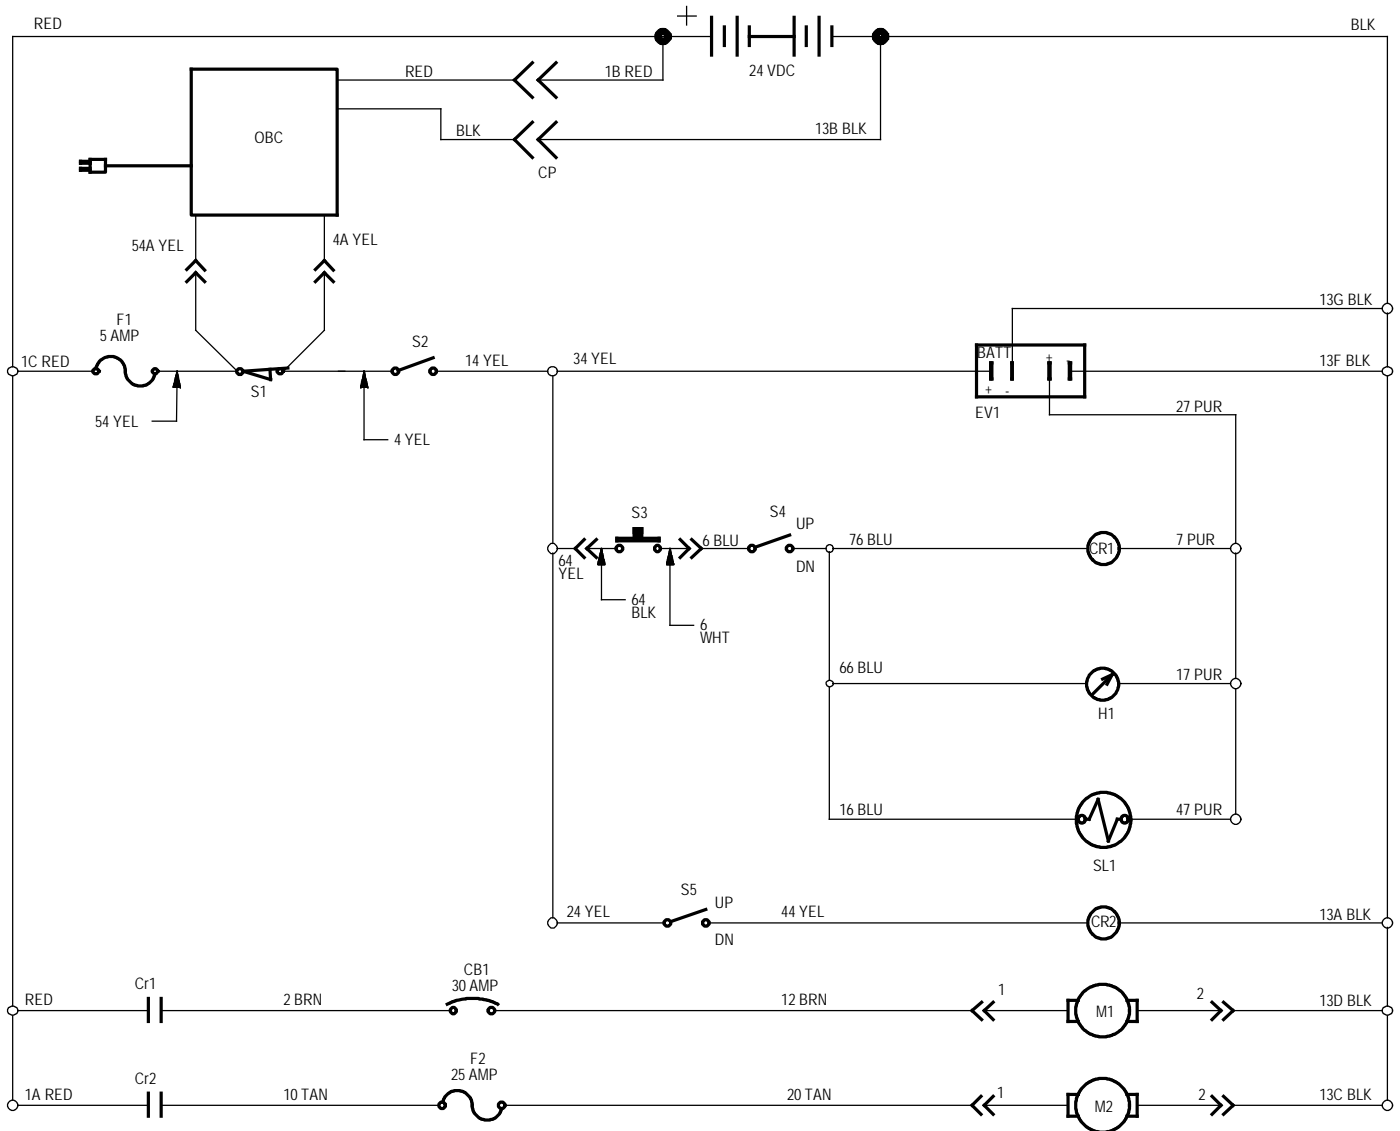 RED
+
BLK
24 VDC
RED
1B RED
OBC
BLK
13B BLK
CP
54A YEL
4A YEL
13G BLK
F1
5 AMP
S2
1C RED
14 YEL
34 YEL
BATT
+
-
13F BLK
S1
+ -
EV1
27 PUR
54 YEL
4 YEL
S3
S4
UP
6 BLU
76 BLU
CR1
7 PUR
64
YEL
DN
64
BLK
6
WHT
66 BLU
17 PUR
H1
16 BLU
47 PUR
SL1
S5
UP
24 YEL
44 YEL
CR2
13A BLK
DN
Cr1
CB1
30 AMP
RED
2 BRN
12 BRN
1
M1
2
13D BLK
Cr2
F2
25 AMP
1A RED
10 TAN
20 TAN
1
M2
2
13C BLK